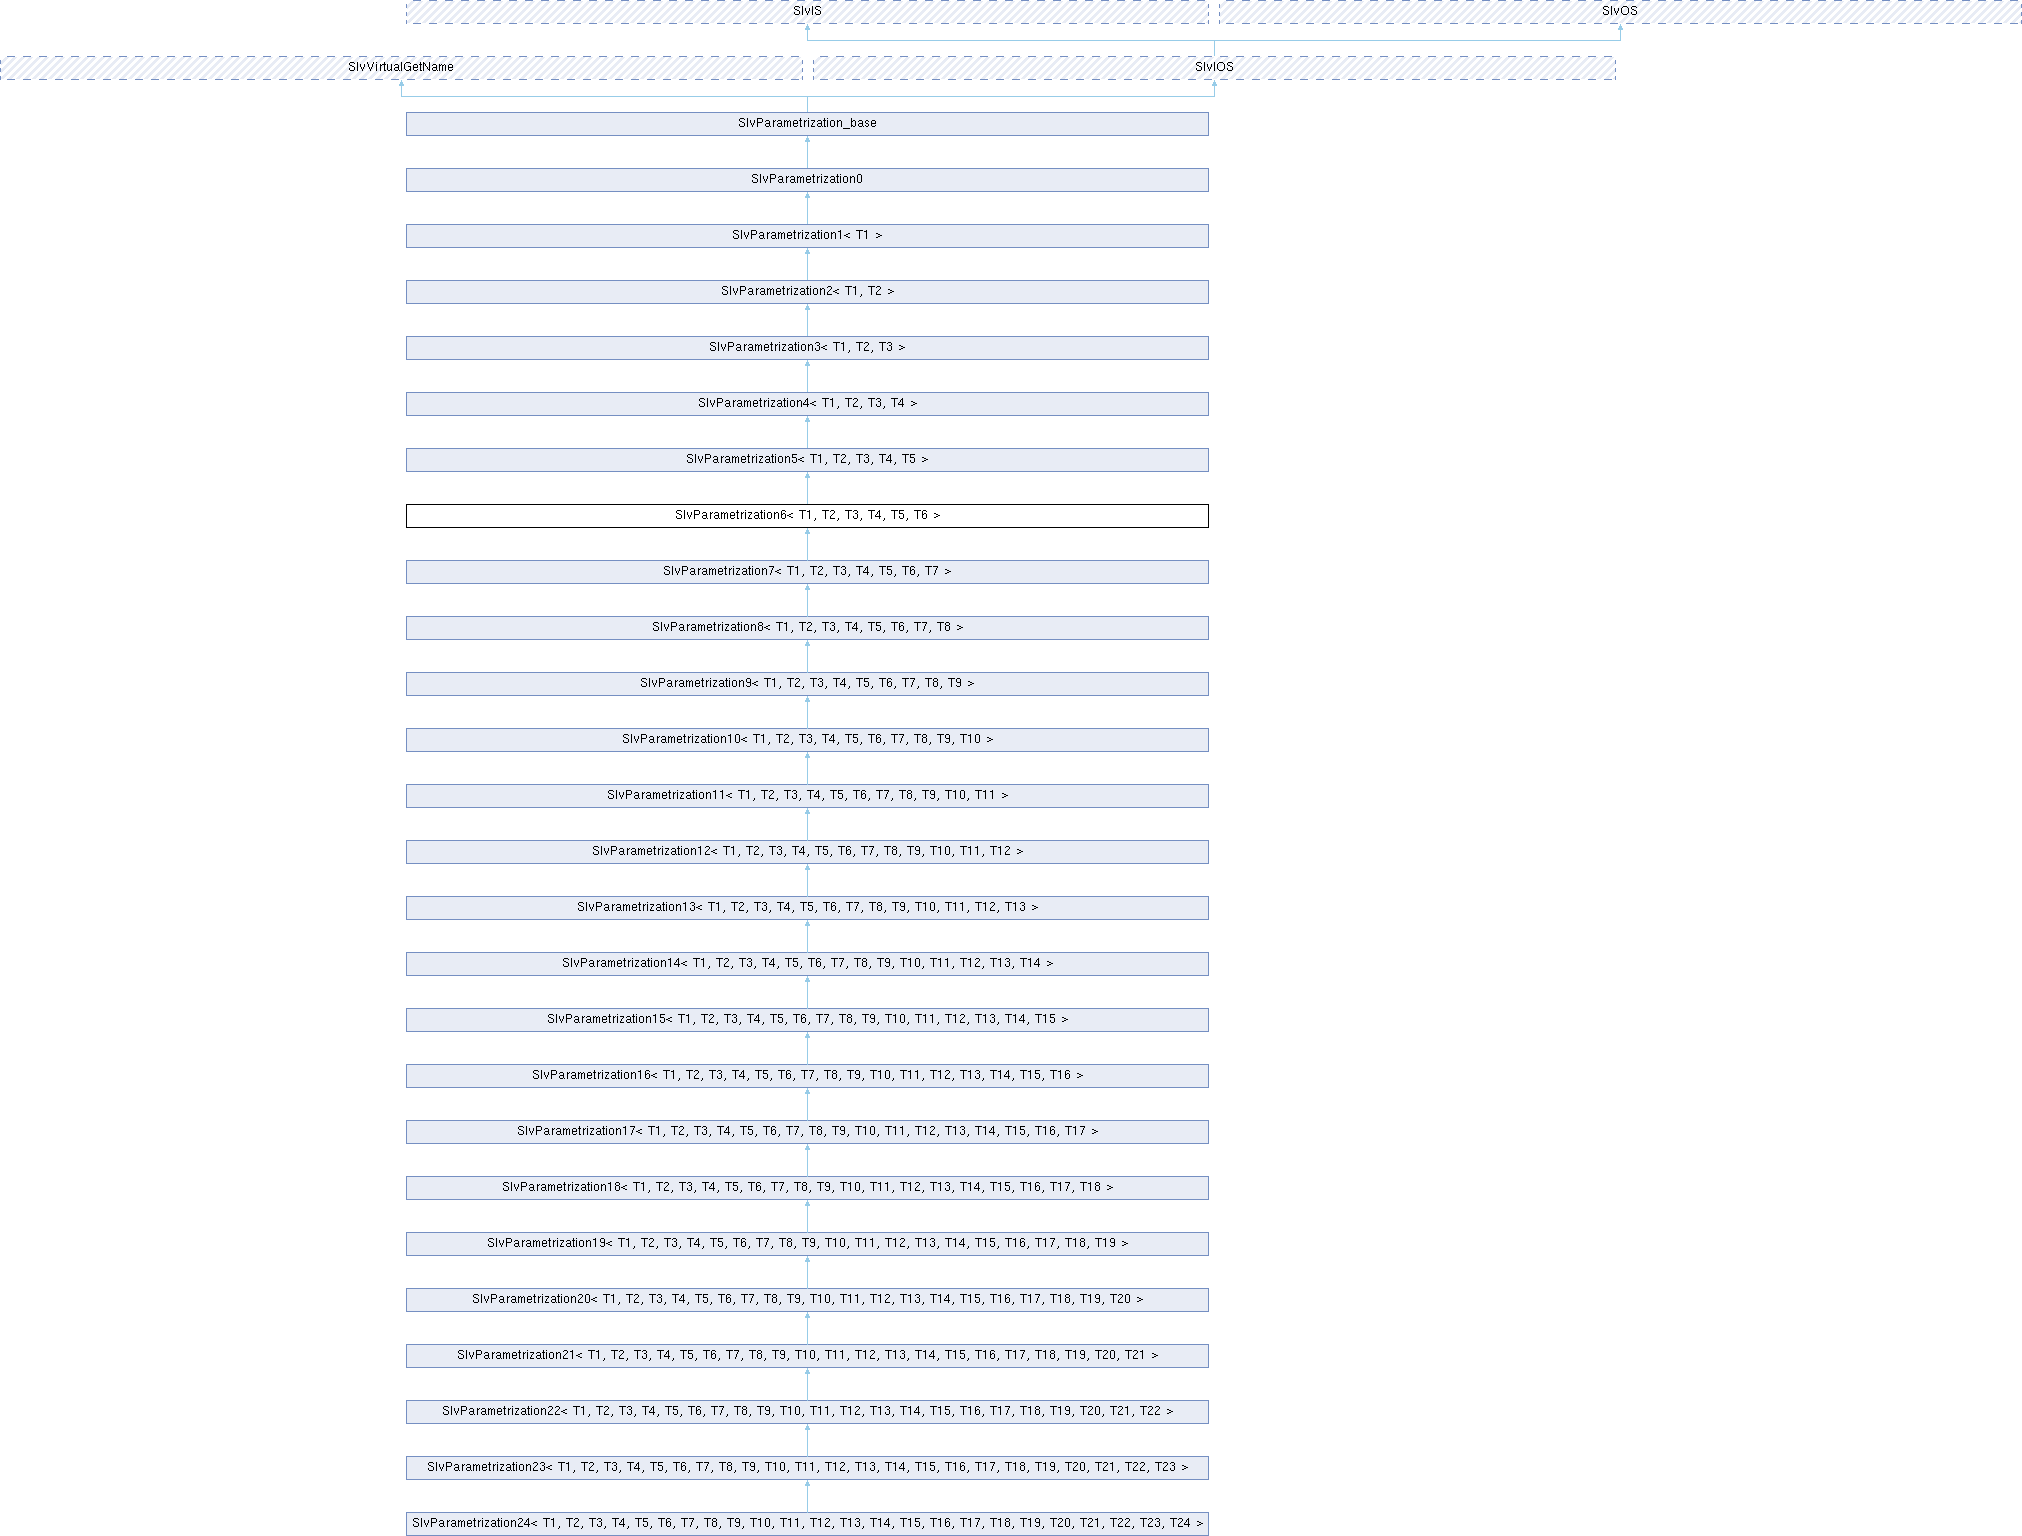 SlvIS SlvOS
SlvVirtualGetName SlvIOS
SlvParametrization_base
SlvParametrization0
SlvParametrization1< T1 >
SlvParametrization2< T1, T2 >
SlvParametrization3< T1, T2, T3 >
SlvParametrization4< T1, T2, T3, T4 >
SlvParametrization5< T1, T2, T3, T4, T5 >
SlvParametrization6< T1, T2, T3, T4, T5, T6 >
SlvParametrization7< T1, T2, T3, T4, T5, T6, T7 >
SlvParametrization8< T1, T2, T3, T4, T5, T6, T7, T8 >
SlvParametrization9< T1, T2, T3, T4, T5, T6, T7, T8, T9 >
SlvParametrization10< T1, T2, T3, T4, T5, T6, T7, T8, T9, T10 >
SlvParametrization11< T1, T2, T3, T4, T5, T6, T7, T8, T9, T10, T11 >
SlvParametrization12< T1, T2, T3, T4, T5, T6, T7, T8, T9, T10, T11, T12 >
SlvParametrization13< T1, T2, T3, T4, T5, T6, T7, T8, T9, T10, T11, T12, T13 >
SlvParametrization14< T1, T2, T3, T4, T5, T6, T7, T8, T9, T10, T11, T12, T13, T14 >
SlvParametrization15< T1, T2, T3, T4, T5, T6, T7, T8, T9, T10, T11, T12, T13, T14, T15 >
SlvParametrization16< T1, T2, T3, T4, T5, T6, T7, T8, T9, T10, T11, T12, T13, T14, T15, T16 >
SlvParametrization17< T1, T2, T3, T4, T5, T6, T7, T8, T9, T10, T11, T12, T13, T14, T15, T16, T17 >
SlvParametrization18< T1, T2, T3, T4, T5, T6, T7, T8, T9, T10, T11, T12, T13, T14, T15, T16, T17, T18 >
SlvParametrization19< T1, T2, T3, T4, T5, T6, T7, T8, T9, T10, T11, T12, T13, T14, T15, T16, T17, T18, T19 >
SlvParametrization20< T1, T2, T3, T4, T5, T6, T7, T8, T9, T10, T11, T12, T13, T14, T15, T16, T17, T18, T19, T20 >
SlvParametrization21< T1, T2, T3, T4, T5, T6, T7, T8, T9, T10, T11, T12, T13, T14, T15, T16, T17, T18, T19, T20, T21 >
SlvParametrization22< T1, T2, T3, T4, T5, T6, T7, T8, T9, T10, T11, T12, T13, T14, T15, T16, T17, T18, T19, T20, T21, T22 >
SlvParametrization23< T1, T2, T3, T4, T5, T6, T7, T8, T9, T10, T11, T12, T13, T14, T15, T16, T17, T18, T19, T20, T21, T22, T23 >
SlvParametrization24< T1, T2, T3, T4, T5, T6, T7, T8, T9, T10, T11, T12, T13, T14, T15, T16, T17, T18, T19, T20, T21, T22, T23, T24 >